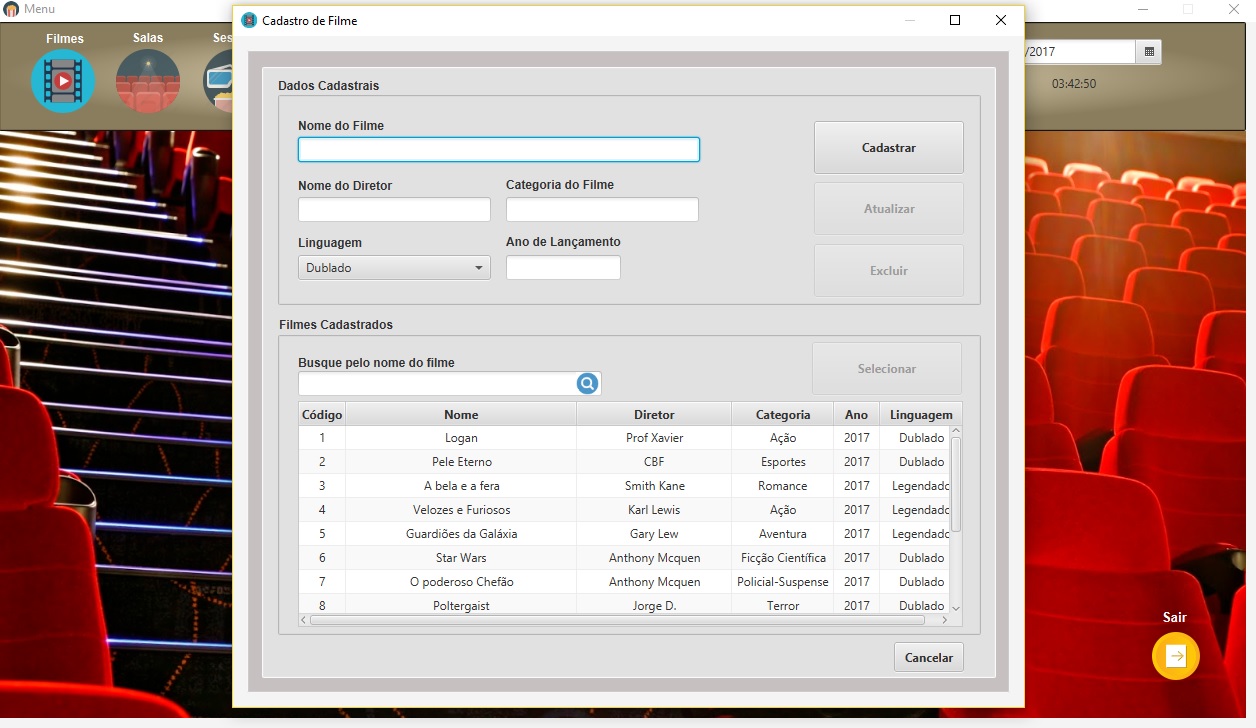 Menu
Cadastro de Filme
Filmes
Salas
Ses
/2017
03:42:50
Dados Cadastrais
Nome do Filme
Cadastrar
Nome do Diretor
Categoria do Filme
Atualizar
Linguagem
Ano de Lançamento
Dublado
Excluir
Filmes Cadastrados
Busque pelo nome do filme
Selecionar
Código Nome Diretor Categoria Ano Linguagem
1 Logan Prof Xavier Ação 2017 Dublado
2 Pele Eterno CBF Esportes 2017 Dublado
3 A bela e a fera Smith Kane Romance 2017 Legendado
4 Velozes e Furiosos Karl Lewis Ação 2017 Legendado
5 Guardiões da Galáxia Gary Lew Aventura 2017 Legendado
6 Star Wars Anthony Mcquen Ficção Científica 2017 Dublado
7 O poderoso Chefão Anthony Mcquen Policial-Suspense 2017 Dublado
8 Poltergaist Jorge D. Terror 2017 Dublado
Sair
Cancelar